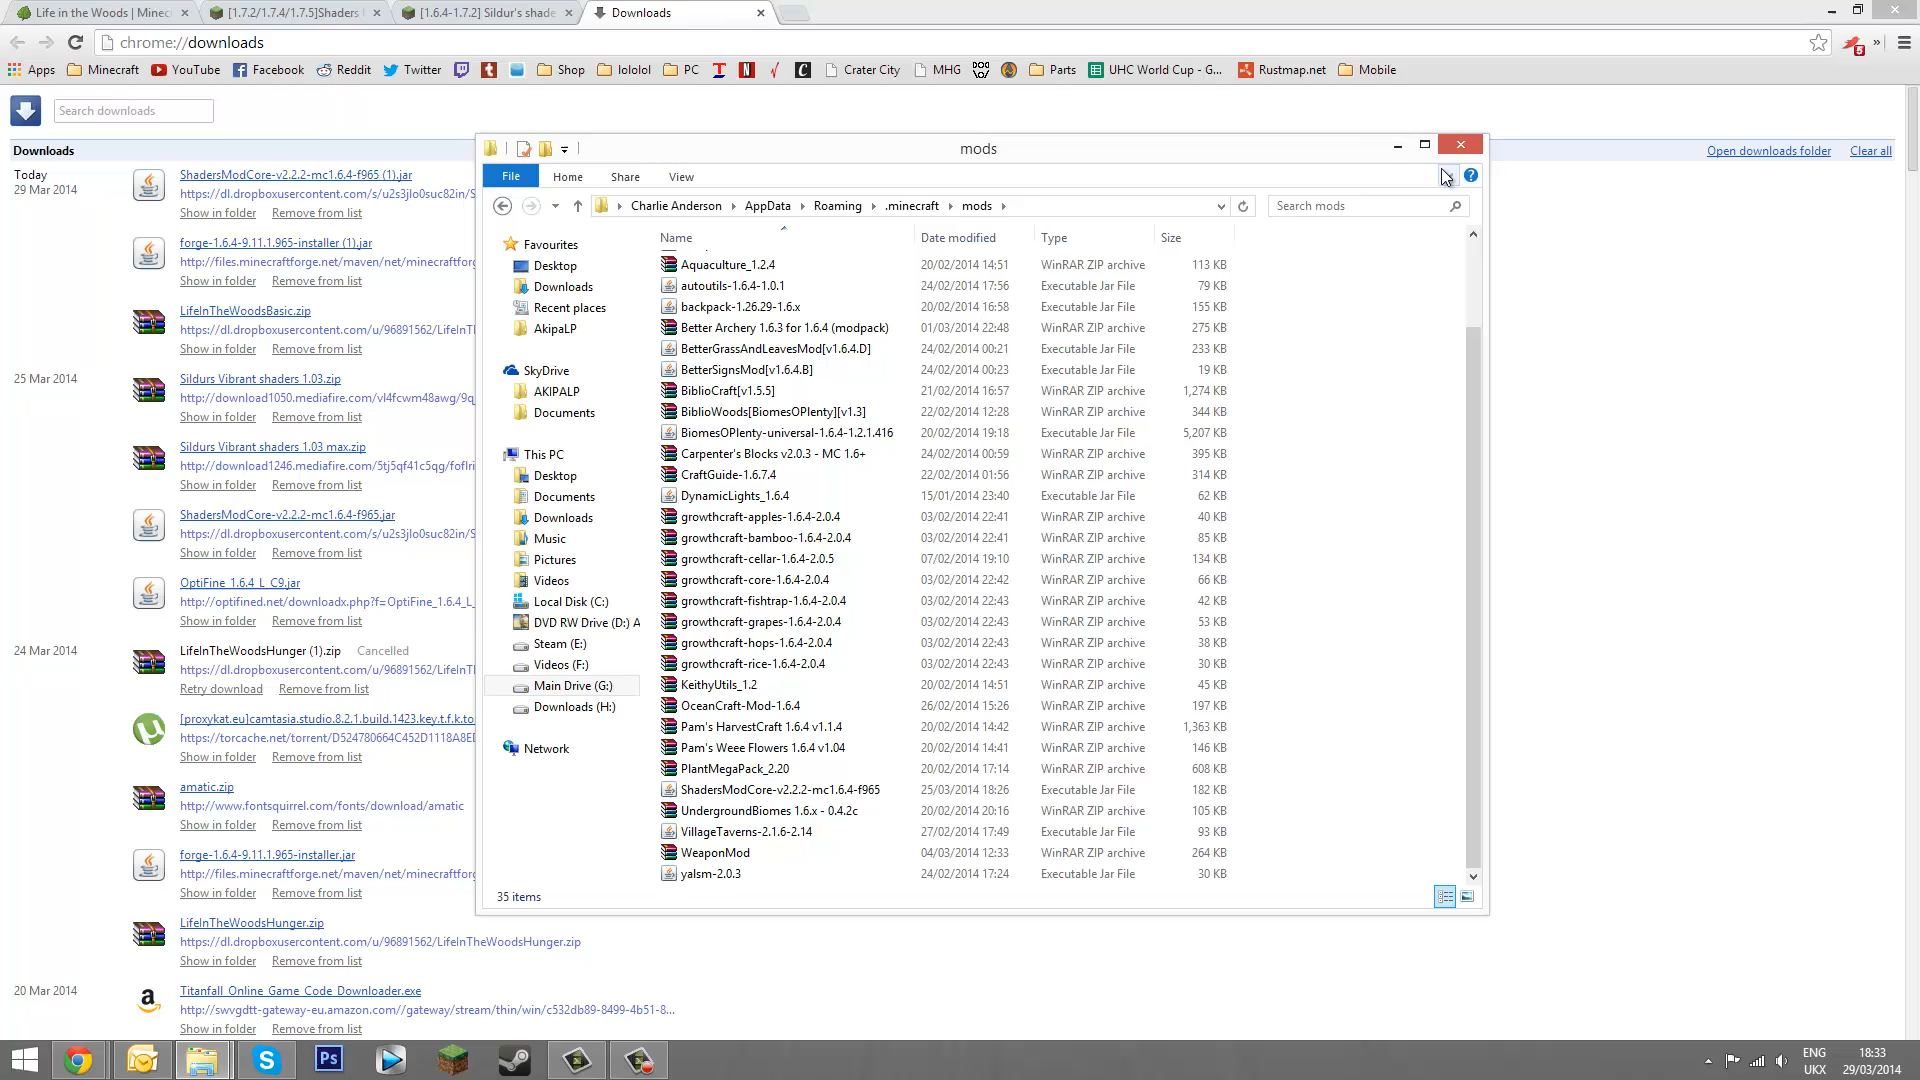 Life in the Woods | Minec
[1.7.2/1.7.4/1.7.5]Shaders
[1.6.4-1.7.2] Sildur's shade
Downloads
chrome://downloads
5
Apps
Minecraft
YouTube
Facebook
Reddit
Twitter
Shop
lololol
PC
Crater City
MHG
Parts
UHC World Cup - G...
Rustmap.net
Mobile
Search downloads
Downloads
Open downloads folder
Clear all
Today
29 Mar 2014
ShadersModCore-v2.2.2-mc1.6.4-f965 (1).jar
https://dl.dropboxusercontent.com/s/u2s3jlo0suc82in/S
Show in folder Remove from list
forge-1.6.4-9.11.1.965-installer (1).jar
http://files.minecraftforge.net/maven/net/minecraftforg
Show in folder Remove from list
LifeInTheWoodsBasic.zip
https://dl.dropboxusercontent.com/u/96891562/LifeInT
Show in folder Remove from list
25 Mar 2014
Sildurs Vibrant shaders 1.03.zip
http://download1050.mediafire.com/vl4fcwm48awg/9q
Show in folder Remove from list
Sildurs Vibrant shaders 1.03 max.zip
http://download1246.mediafire.com/5tj5qf41c5qg/foflri
Show in folder Remove from list
ShadersModCore-v2.2.2-mc1.6.4-f965.jar
https://dl.dropboxusercontent.com/s/u2s3jlo0suc82in/S
Show in folder Remove from list
OptiFine_1.6.4_L_C9.jar
http://optifined.net/downloadx.php?f=OptiFine_1.6.4_L_
Show in folder Remove from list
24 Mar 2014
LifeInTheWoodsHunger (1).zip Cancelled
https://dl.dropboxusercontent.com/u/96891562/LifeInT
Retry download Remove from list
[proxykat.eu]camtasia.studio.8.2.1.build.1423.key.t.f.k.to
https://torcache.net/torrent/D524780664C452D1118A8E
Show in folder Remove from list
amatic.zip
http://www.fontsquirrel.com/fonts/download/amatic
Show in folder Remove from list
forge-1.6.4-9.11.1.965-installer.jar
http://files.minecraftforge.net/maven/net/minecraftforg
Show in folder Remove from list
LifeInTheWoodsHunger.zip
https://dl.dropboxusercontent.com/u/96891562/LifeInTheWoodsHunger.zip
Show in folder Remove from list
20 Mar 2014
Titanfall_Online_Game_Code_Downloader.exe
http://swvgdtt-gateway-eu.amazon.com//gateway/stream/thin/win/c532db89-8499-4b51-8...
Show in folder Remove from list
mods
File Home Share View
Charlie Anderson AppData Roaming .minecraft mods
Search mods
Favourites
Desktop
Downloads
Recent places
AkipaLP
SkyDrive
AKIPALP
Documents
This PC
Desktop
Documents
Downloads
Music
Pictures
Videos
Local Disk (C:)
DVD RW Drive (D:) A
Steam (E:)
Videos (F:)
Main Drive (G:)
Downloads (H:)
Network
Name Date modified Type Size
Aquaculture_1.2.4 20/02/2014 14:51 WinRAR ZIP archive 113 KB
autoutils-1.6.4-1.0.1 24/02/2014 17:56 Executable Jar File 79 KB
backpack-1.26.29-1.6.x 20/02/2014 16:58 Executable Jar File 155 KB
Better Archery 1.6.3 for 1.6.4 (modpack) 01/03/2014 22:48 WinRAR ZIP archive 275 KB
BetterGrassAndLeavesMod[v1.6.4.D] 24/02/2014 00:21 Executable Jar File 233 KB
BetterSignsMod[v1.6.4.B] 24/02/2014 00:23 Executable Jar File 19 KB
BiblioCraft[v1.5.5] 21/02/2014 16:57 WinRAR ZIP archive 1,274 KB
BiblioWoods[BiomesOPlenty][v1.3] 22/02/2014 12:28 WinRAR ZIP archive 344 KB
BiomesOPlenty-universal-1.6.4-1.2.1.416 20/02/2014 19:18 Executable Jar File 5,207 KB
Carpenter's Blocks v2.0.3 - MC 1.6+ 24/02/2014 00:59 WinRAR ZIP archive 395 KB
CraftGuide-1.6.7.4 22/02/2014 01:56 WinRAR ZIP archive 314 KB
DynamicLights_1.6.4 15/01/2014 23:40 Executable Jar File 62 KB
growthcraft-apples-1.6.4-2.0.4 03/02/2014 22:41 WinRAR ZIP archive 40 KB
growthcraft-bamboo-1.6.4-2.0.4 03/02/2014 22:41 WinRAR ZIP archive 85 KB
growthcraft-cellar-1.6.4-2.0.5 07/02/2014 19:10 WinRAR ZIP archive 134 KB
growthcraft-core-1.6.4-2.0.4 03/02/2014 22:42 WinRAR ZIP archive 66 KB
growthcraft-fishtrap-1.6.4-2.0.4 03/02/2014 22:43 WinRAR ZIP archive 42 KB
growthcraft-grapes-1.6.4-2.0.4 03/02/2014 22:43 WinRAR ZIP archive 53 KB
growthcraft-hops-1.6.4-2.0.4 03/02/2014 22:43 WinRAR ZIP archive 38 KB
growthcraft-rice-1.6.4-2.0.4 03/02/2014 22:43 WinRAR ZIP archive 30 KB
KeithyUtils_1.2 20/02/2014 14:51 WinRAR ZIP archive 45 KB
OceanCraft-Mod-1.6.4 26/02/2014 15:26 WinRAR ZIP archive 197 KB
Pam's HarvestCraft 1.6.4 v1.1.4 20/02/2014 14:42 WinRAR ZIP archive 1,363 KB
Pam's Weee Flowers 1.6.4 v1.04 20/02/2014 14:41 WinRAR ZIP archive 146 KB
PlantMegaPack_2.20 20/02/2014 17:14 WinRAR ZIP archive 608 KB
ShadersModCore-v2.2.2-mc1.6.4-f965 25/03/2014 18:26 Executable Jar File 182 KB
UndergroundBiomes 1.6.x - 0.4.2c 20/02/2014 20:16 WinRAR ZIP archive 105 KB
VillageTaverns-2.1.6-2.14 27/02/2014 17:49 Executable Jar File 93 KB
WeaponMod 04/03/2014 12:33 WinRAR ZIP archive 264 KB
yalsm-2.0.3 24/02/2014 17:24 Executable Jar File 30 KB
35 items
Ps
ENG
UKX
18:33
29/03/2014